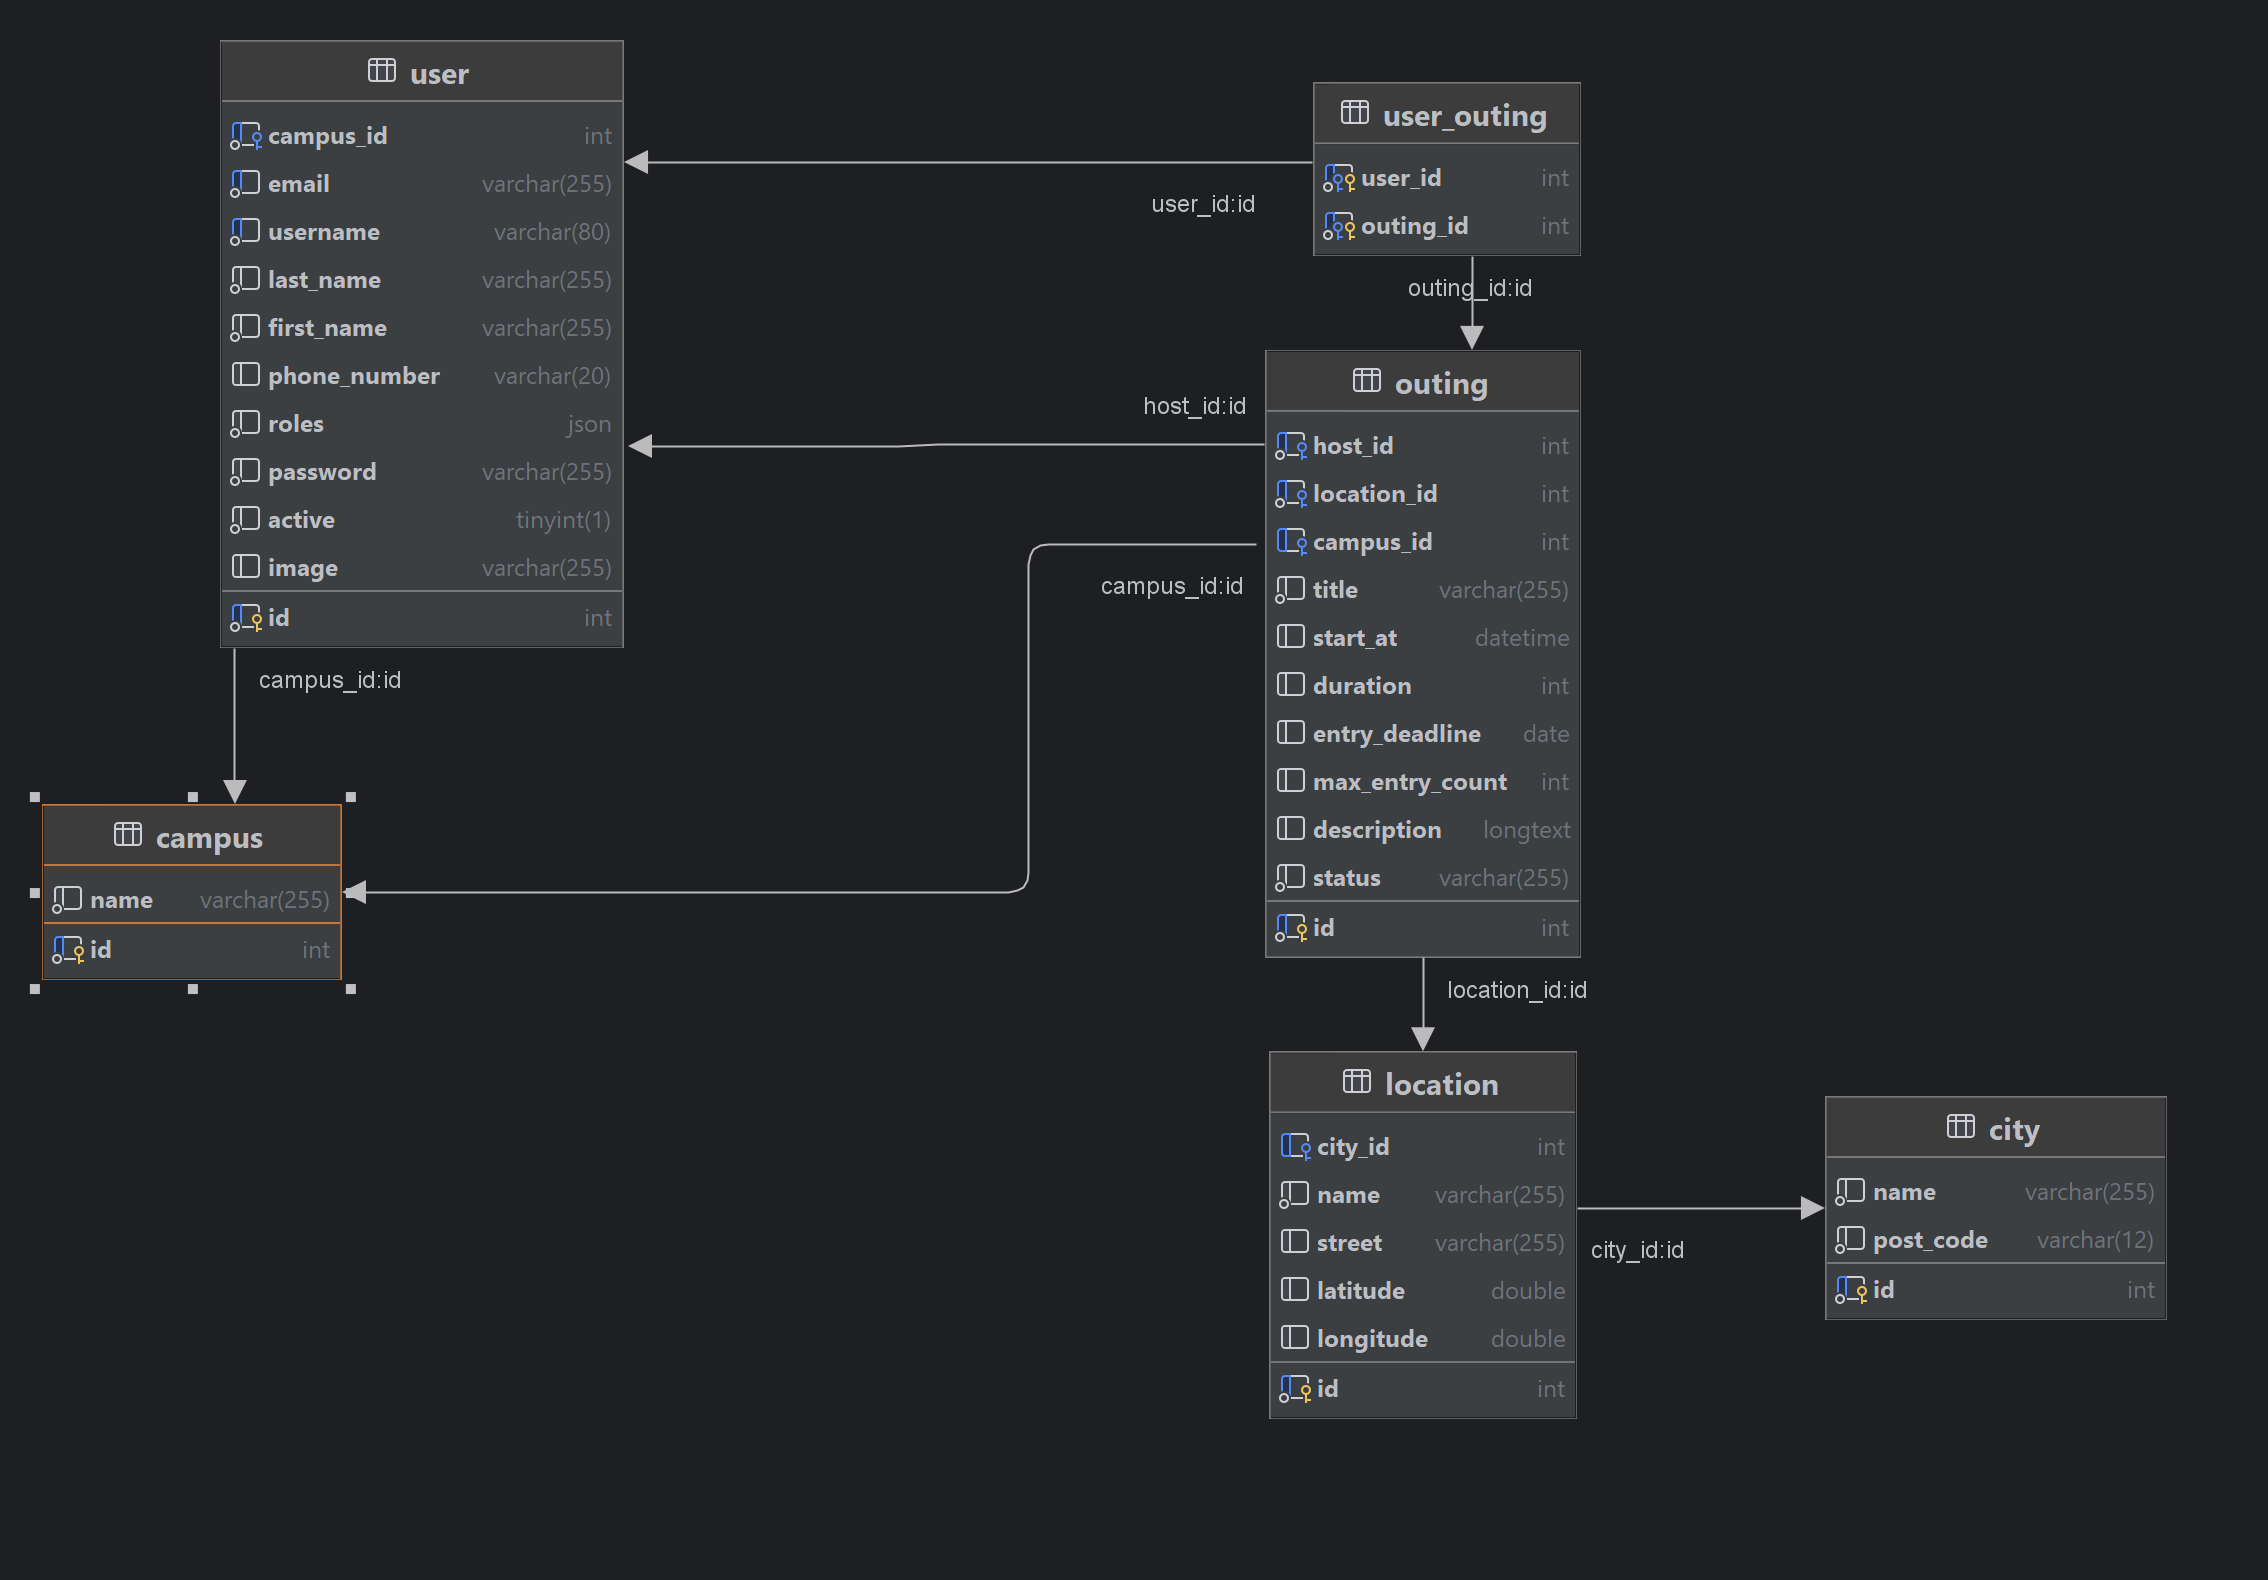 user
campus_id int
email varchar(255)
username varchar(80)
last_name varchar(255)
first_name varchar(255)
phone_number varchar(20)
roles json
password varchar(255)
active tinyint(1)
image varchar(255)
id int
user_outing
user_id int
outing_id int
user_id:id
outing_id:id
outing
host_id int
location_id int
campus_id int
title varchar(255)
start_at datetime
duration int
entry_deadline date
max_entry_count int
description longtext
status varchar(255)
id int
host_id:id
campus_id:id
campus_id:id
campus
name varchar(255)
id int
location_id:id
location
city_id int
name varchar(255)
street varchar(255)
latitude double
longitude double
id int
city_id:id
city
name varchar(255)
post_code varchar(12)
id int